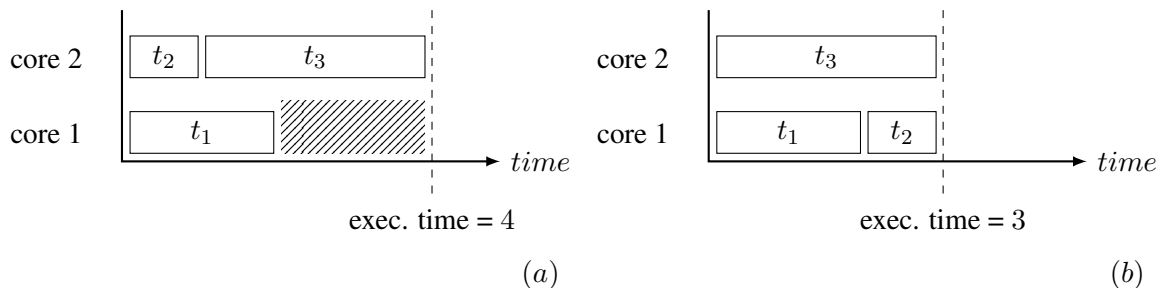 core 2
t2
t3
core 1
t1
time
exec. time = 4
(a)
core 2
t3
core 1
t1
t2
time
exec. time = 3
(b)